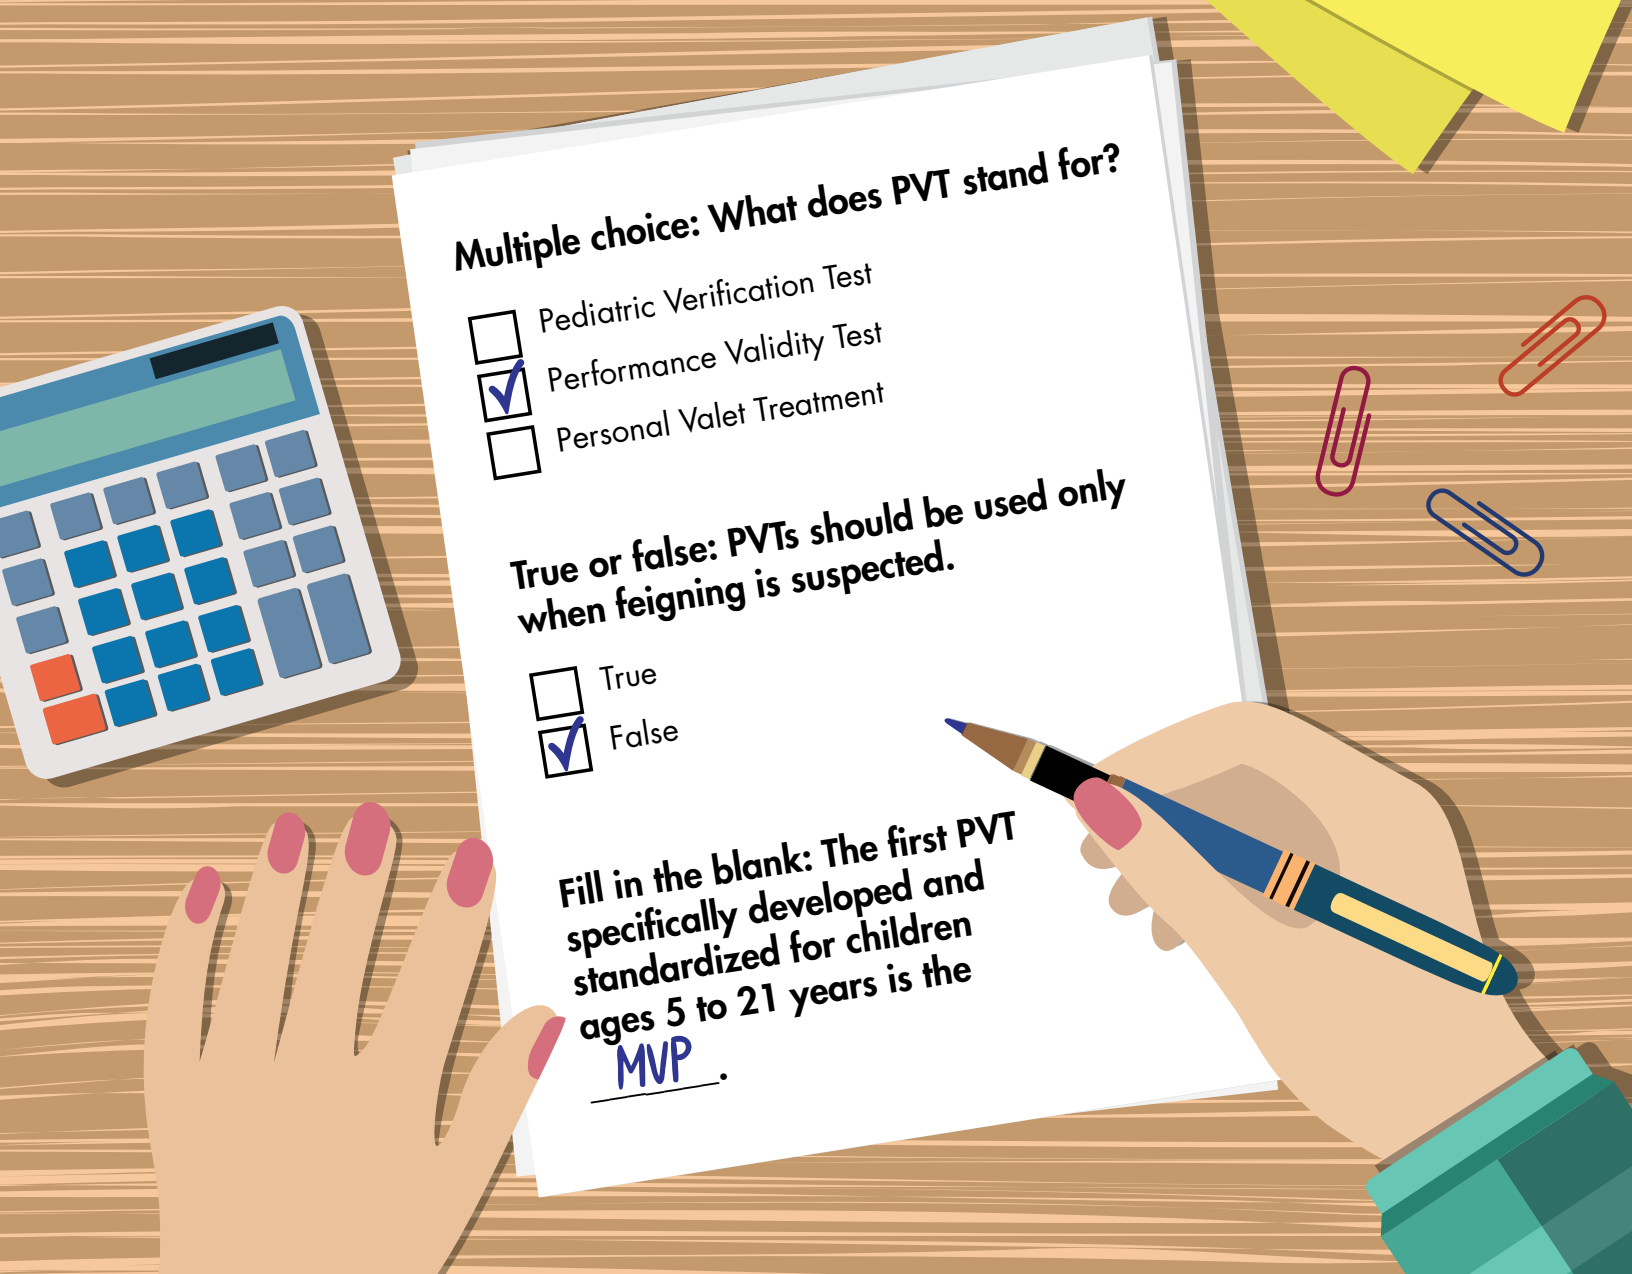 Multiple choice: What does PVT stand for?
Pediatric Verification Test
Performance Validity Test
Personal Valet Treatment
True or false: PVTs should be used only
when feigning is suspected.
True
False
Fill in the blank: The first PVT
specifically developed and
standardized for children
ages 5 to 21 years is the
MVP.